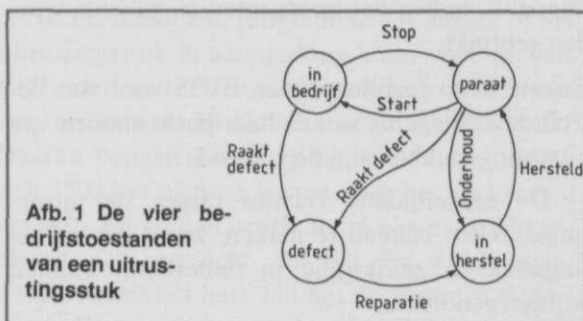 Stop
in
bedrijf
paraat
Start
Raakt
defect
Raakt defect
Onderhoud
Hersteld
Afb. 1 De vier be-
drijfstoestanden
van een uitrus-
tingsstuk
defect
in
herstel
Reparatie